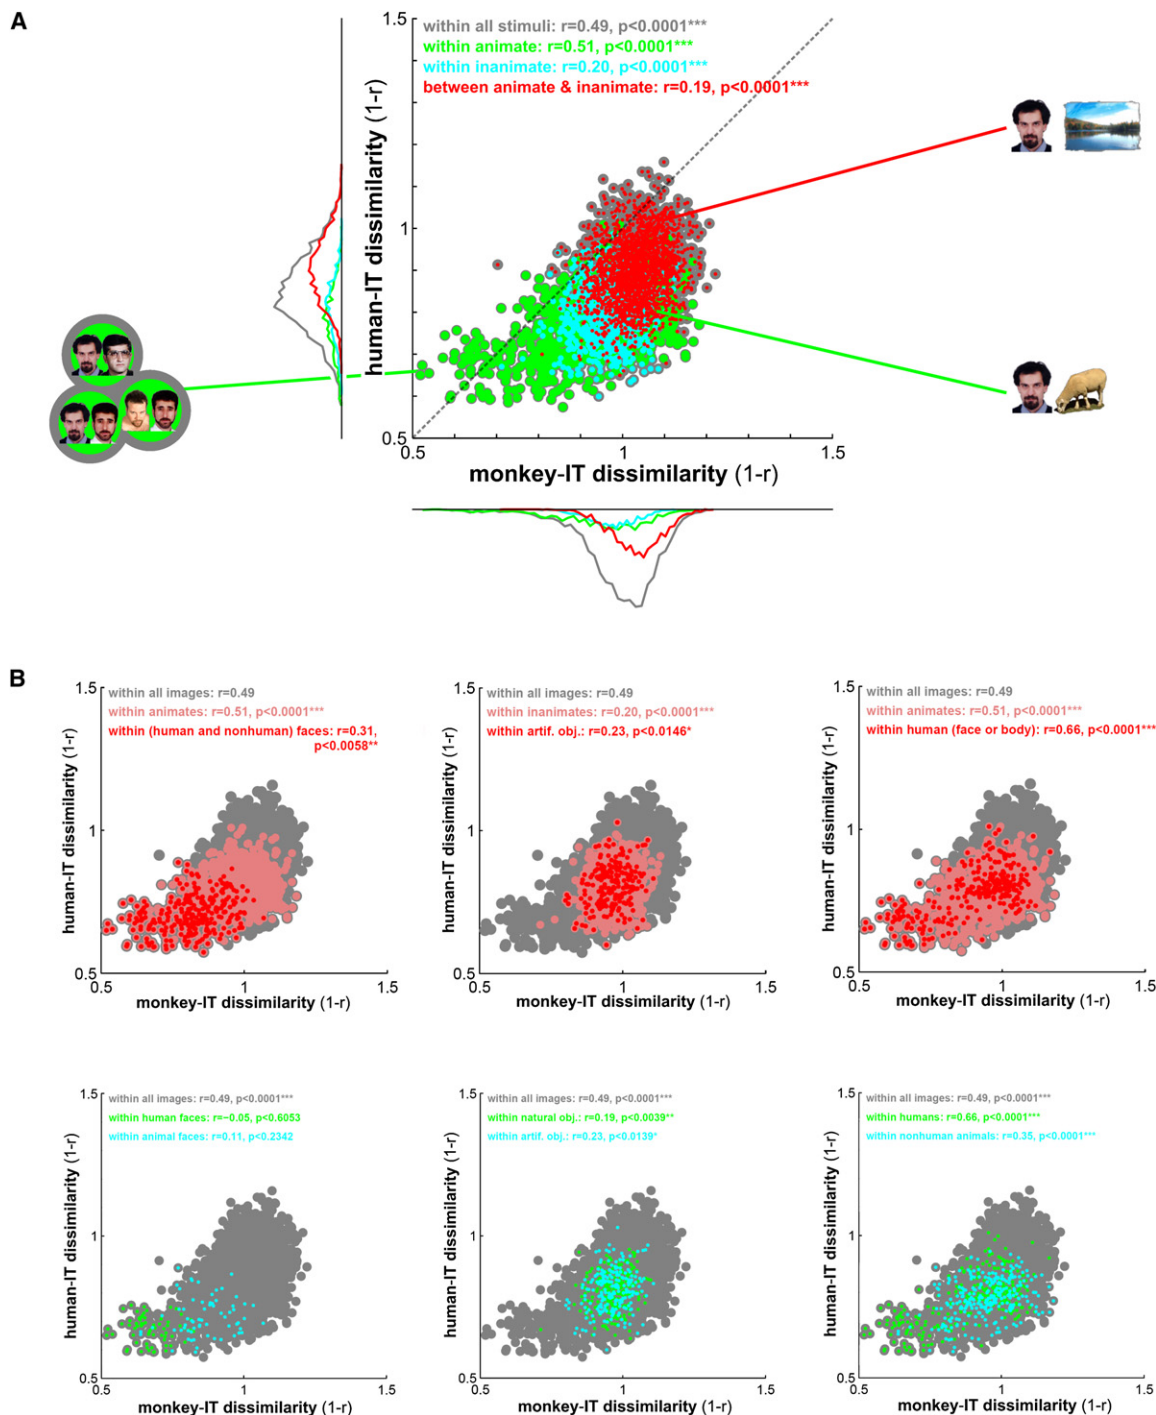 A
within all stimuli: r=0.49, p<0.0001***
within animate: r=0.51, p<0.0001***
within inanimate: r=0.20, p<0.0001***
between animate & inanimate: r=0.19, p<0.0001***
1.5
1
0.5
human-IT dissimilarity (1-r)
0.5
1
1.5
monkey-IT dissimilarity (1-r)
B
within all images: r=0.49
within animates: r=0.51, p<0.0001***
within (human and nonhuman) faces: r=0.31,
p<0.0058**
1.5
1
0.5
human-IT dissimilarity (1-r)
0.5
1
1.5
monkey-IT dissimilarity (1-r)
within all images: r=0.49
within inanimates: r=0.20, p<0.0001***
within artif. obj.: r=0.23, p<0.0146*
1.5
1
0.5
human-IT dissimilarity (1-r)
0.5
1
1.5
monkey-IT dissimilarity (1-r)
within all images: r=0.49
within animates: r=0.51, p<0.0001***
within human (face or body): r=0.66, p<0.0001***
1.5
1
0.5
human-IT dissimilarity (1-r)
0.5
1
1.5
monkey-IT dissimilarity (1-r)
within all images: r=0.49, p<0.0001***
within human faces: r=−0.05, p<0.6053
within animal faces: r=0.11, p<0.2342
1.5
1
0.5
human-IT dissimilarity (1-r)
0.5
1
1.5
monkey-IT dissimilarity (1-r)
within all images: r=0.49, p<0.0001***
within natural obj.: r=0.19, p<0.0039**
within artif. obj.: r=0.23, p<0.0139*
1.5
1
0.5
human-IT dissimilarity (1-r)
0.5
1
1.5
monkey-IT dissimilarity (1-r)
within all images: r=0.49, p<0.0001***
within humans: r=0.66, p<0.0001***
within nonhuman animals: r=0.35, p<0.0001***
1.5
1
0.5
human-IT dissimilarity (1-r)
0.5
1
1.5
monkey-IT dissimilarity (1-r)